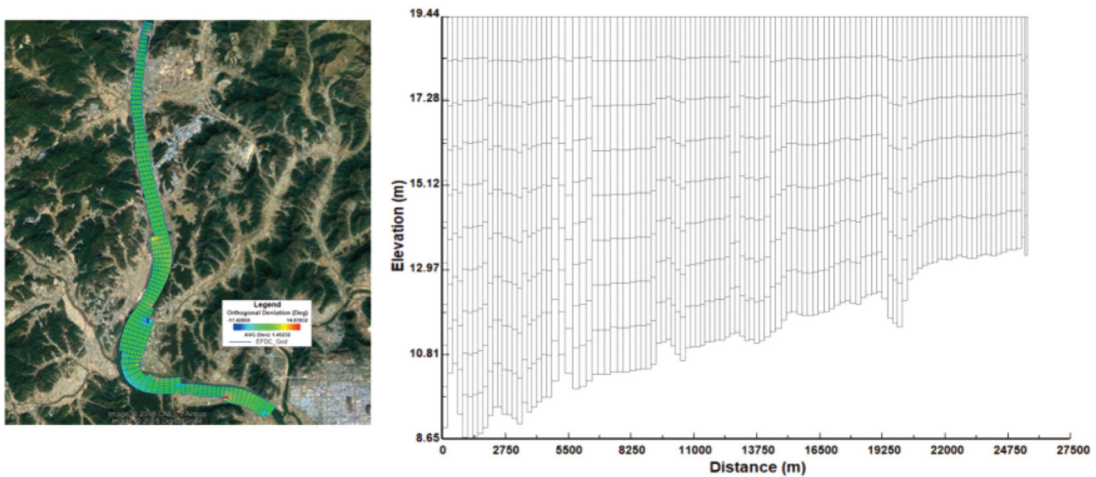 Legend
Orthogonal Deviation (Deg)
EFDC_Grid
19.44
17.28
15.12
12.97
10.81
8.65
Elevation (m)
0 2750 5500 8250 11000 13750 16500 19250 22000 24750 27500
Distance (m)